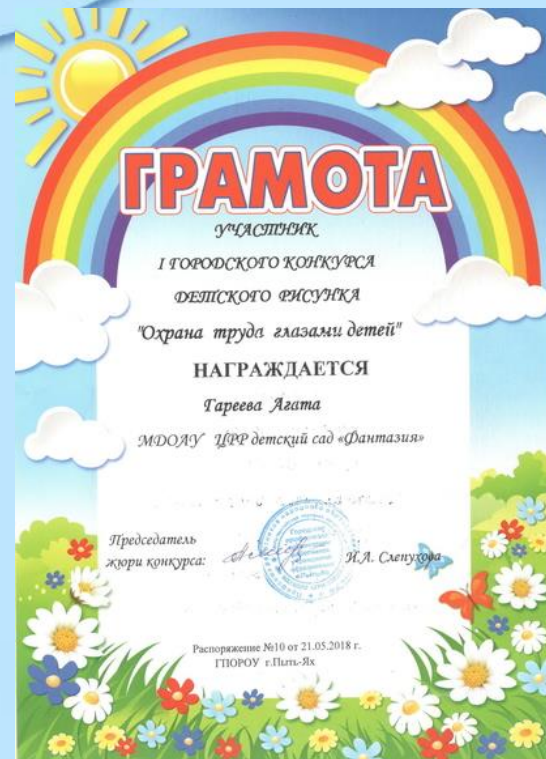 ГРАМОТА
УЧАСТНИК
I ГОРОДСКОГО КОНКУРСА
ДЕТСКОГО РИСУНКА
"Охрана труда глазами детей"
НАГРАЖДАЕТСЯ
Гареева Агата
МДОАУ ЦРР детский сад «Фантазия»
Председатель
жюри конкурса: И.А. Слепухова
Распоряжение №10 от 21.05.2018 г.
ГПОРОУ г.Пыть-Ях